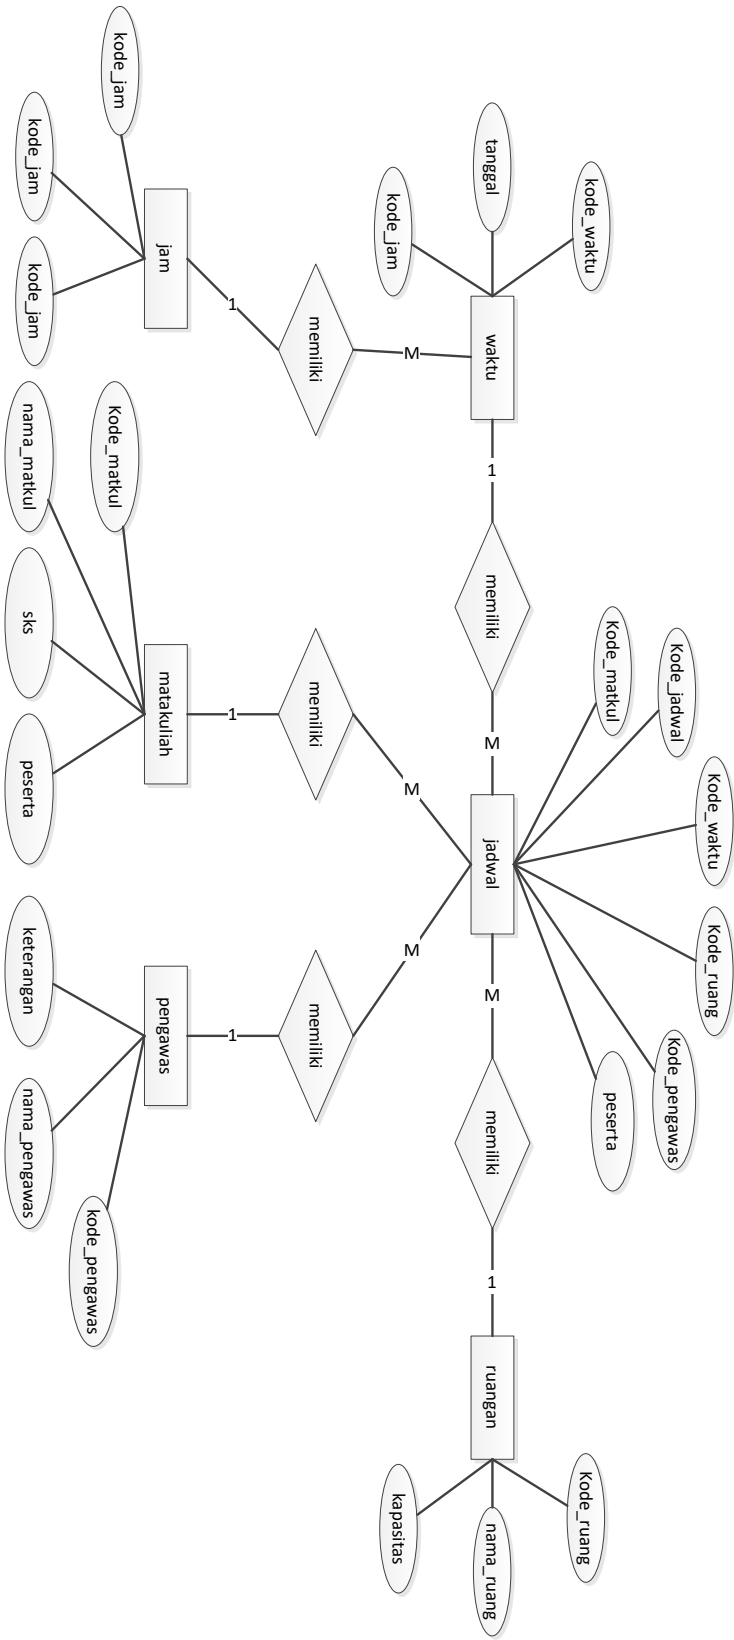 Kode_waktu
Kode_ruang
Kode_jadwal
Kode_pengawas
Kode_matkul
peserta
kode_waktu
Kode_ruang
tanggal
waktu
1
memiliki
M
jadwal
M
memiliki
1
ruangan
nama_ruang
kode_jam
kapasitas
M
M
M
memiliki
memiliki
memiliki
1
1
1
jam
matakuliah
pengawas
kode_jam
Kode_matkul
kode_pengawas
kode_jam
kode_jam
nama_matkul
sks
peserta
keterangan
nama_pengawas